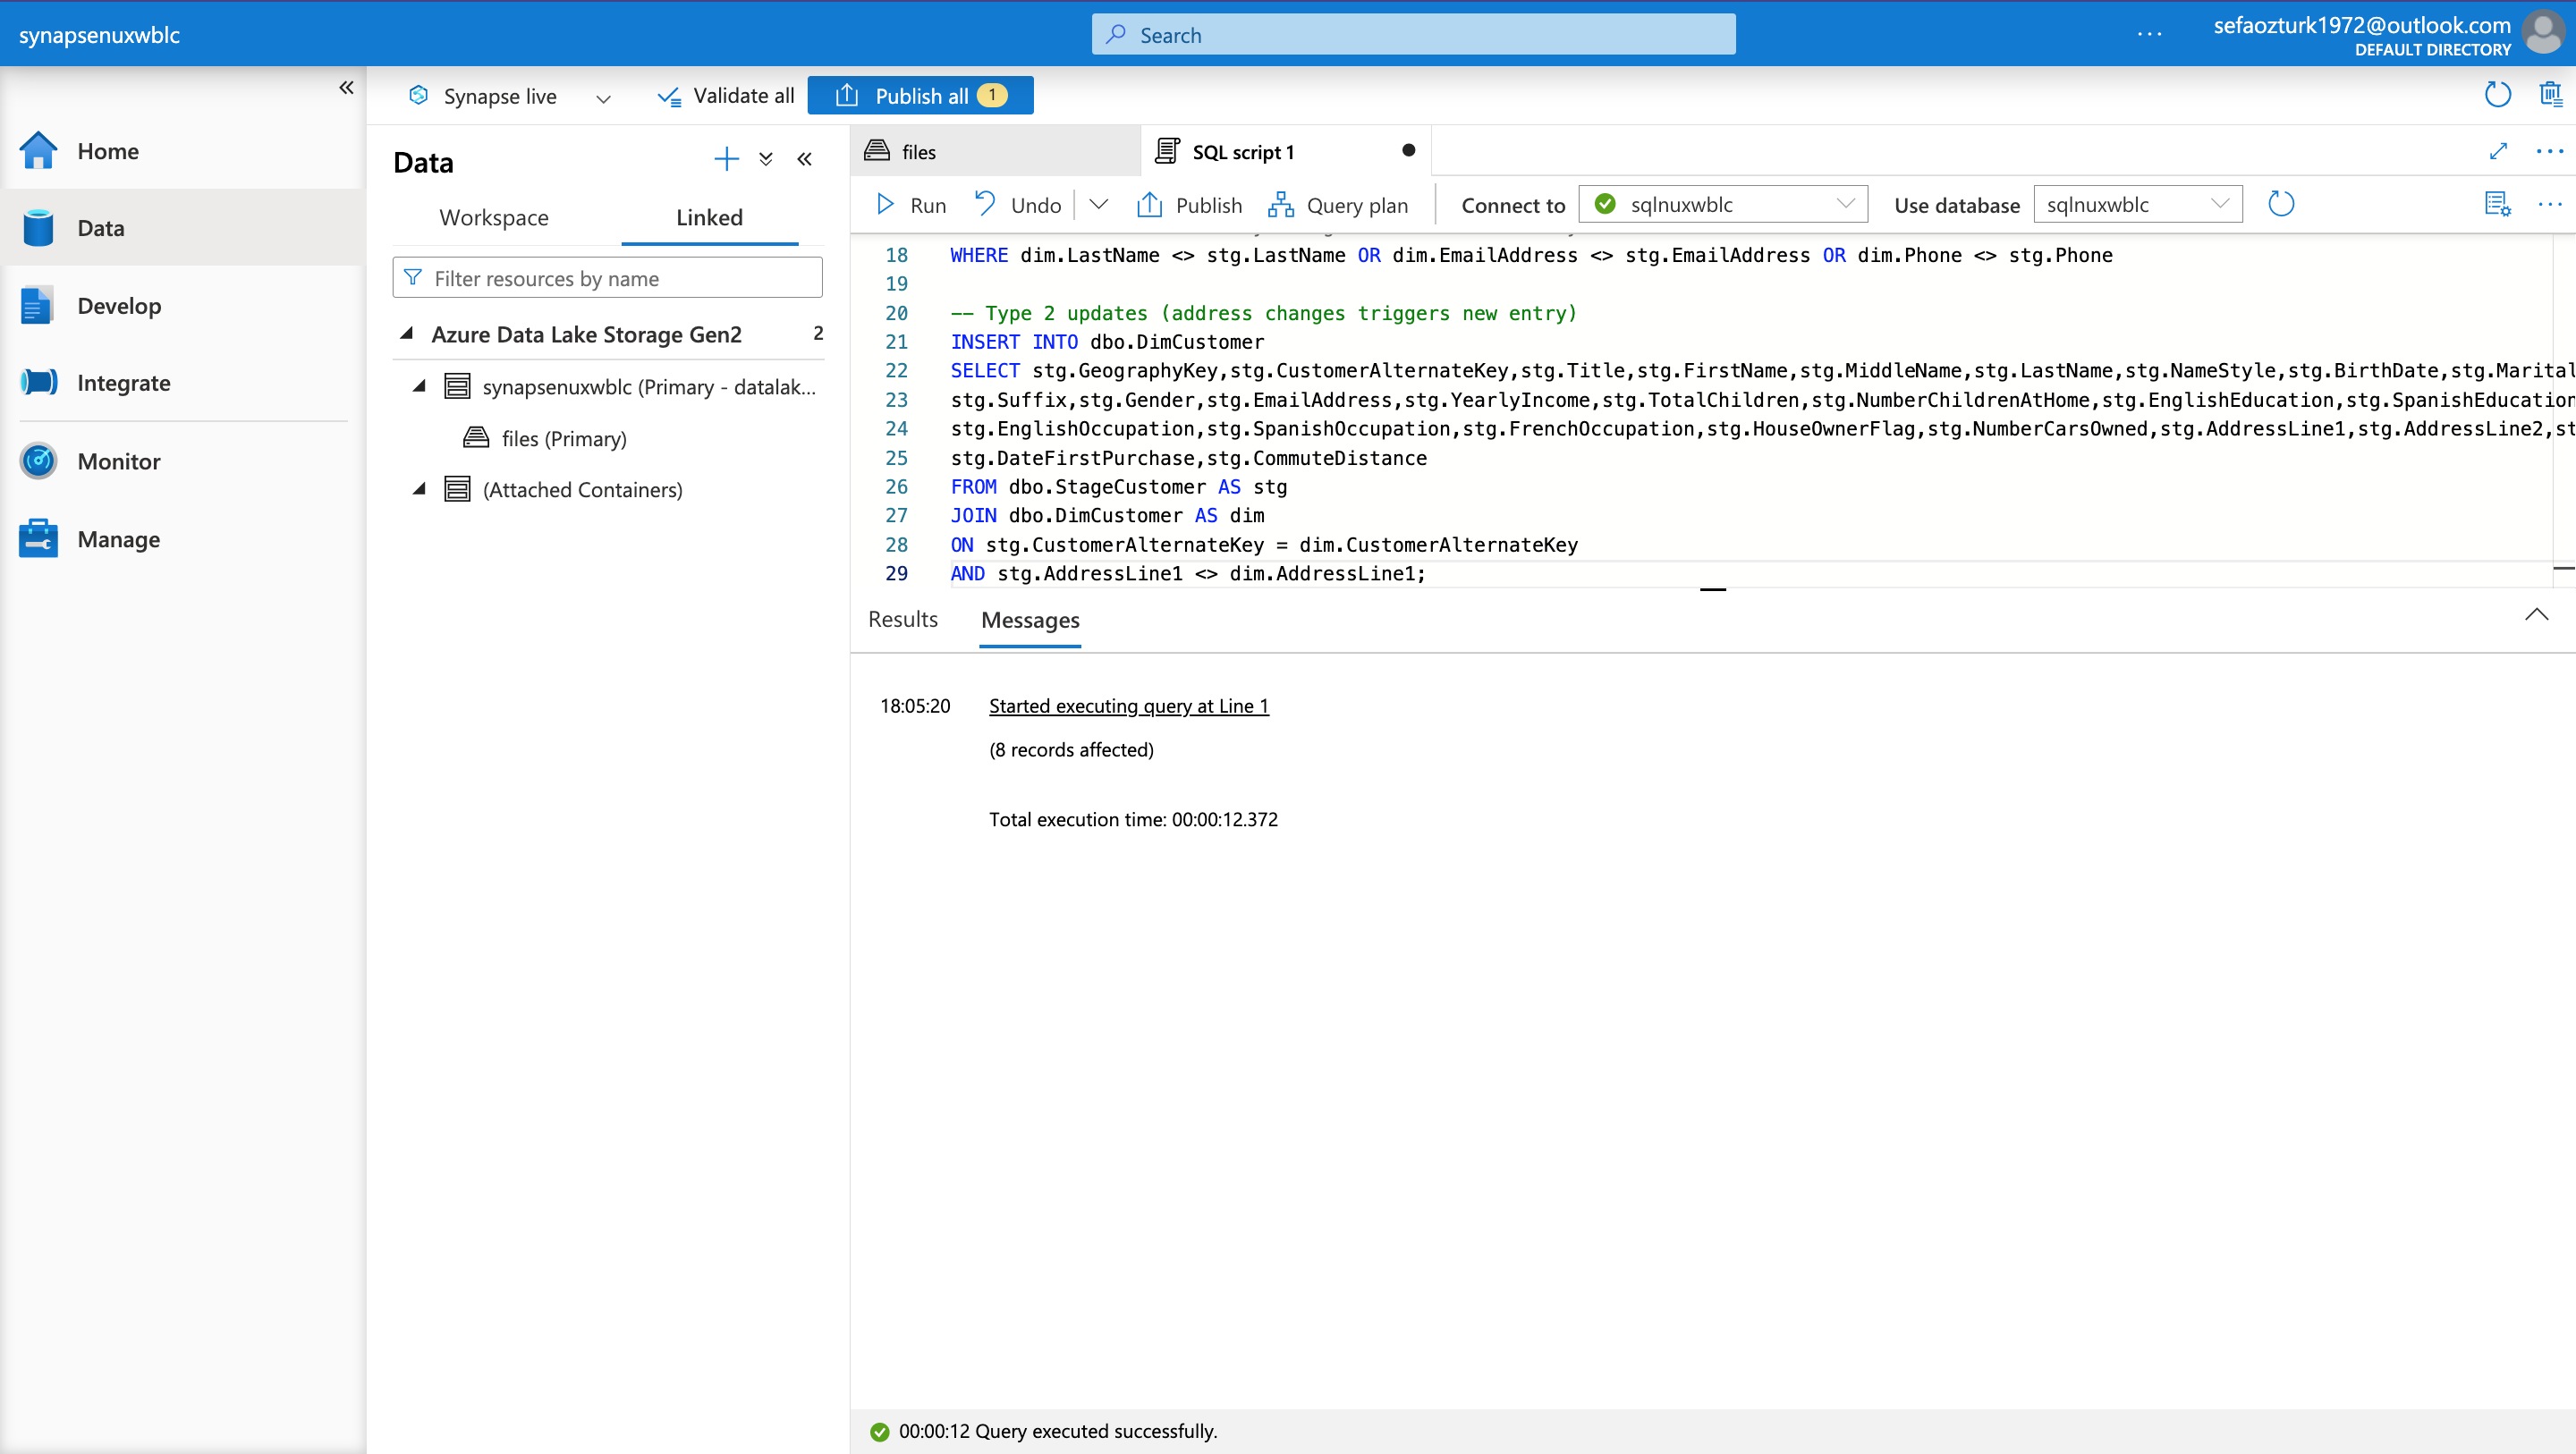 synapsenuxwblc
Search
sefaozturk1972@outlook.com
DEFAULT DIRECTORY
Synapse live
Validate all
Publish all 1
Home
Data
Develop
Integrate
Monitor
Manage
Data
Workspace
Linked
Filter resources by name
Azure Data Lake Storage Gen2 2
synapsenuxwblc (Primary - datalak...
files (Primary)
(Attached Containers)
files
SQL script 1
Run
Undo
Publish
Query plan
Connect to
sqlnuxwblc
Use database
sqlnuxwblc
18 WHERE dim.LastName <> stg.LastName OR dim.EmailAddress <> stg.EmailAddress OR dim.Phone <> stg.Phone
19
20 -- Type 2 updates (address changes triggers new entry)
21 INSERT INTO dbo.DimCustomer
22 SELECT stg.GeographyKey,stg.CustomerAlternateKey,stg.Title,stg.FirstName,stg.MiddleName,stg.LastName,stg.NameStyle,stg.BirthDate,stg.Marital
23 stg.Suffix,stg.Gender,stg.EmailAddress,stg.YearlyIncome,stg.TotalChildren,stg.NumberChildrenAtHome,stg.EnglishEducation,stg.SpanishEducation
24 stg.EnglishOccupation,stg.SpanishOccupation,stg.FrenchOccupation,stg.HouseOwnerFlag,stg.NumberCarsOwned,stg.AddressLine1,stg.AddressLine2,st
25 stg.DateFirstPurchase,stg.CommuteDistance
26 FROM dbo.StageCustomer AS stg
27 JOIN dbo.DimCustomer AS dim
28 ON stg.CustomerAlternateKey = dim.CustomerAlternateKey
29 AND stg.AddressLine1 <> dim.AddressLine1;
Results
Messages
18:05:20 Started executing query at Line 1
(8 records affected)
Total execution time: 00:00:12.372
00:00:12 Query executed successfully.